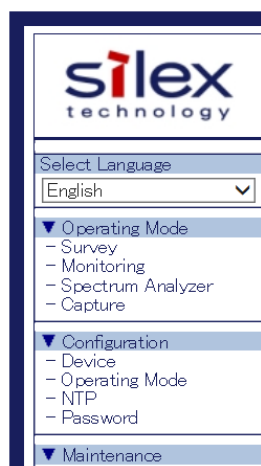 silex
technology
Select Language
English
▼ Operating Mode
- Survey
- Monitoring
- Spectrum Analyzer
- Capture
▼ Configuration
- Device
- Operating Mode
- NTP
- Password
▼ Maintenance